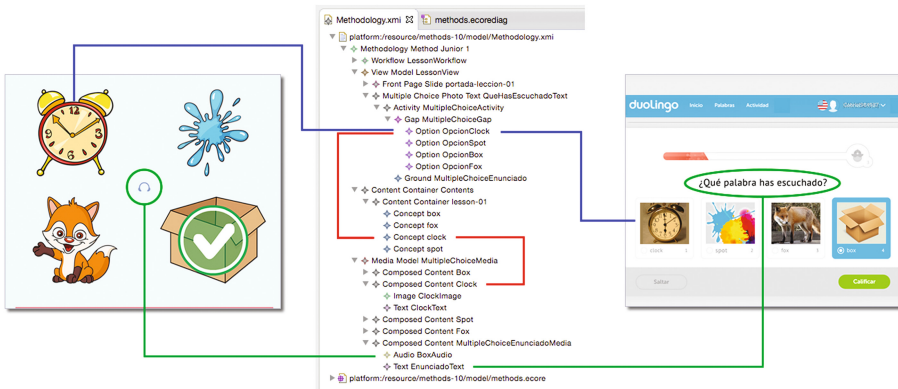 Methodology.xmi
methods.ecorediag
platform:/resource/methods-10/model/Methodology.xmi
Methodology Method Junior 1
Workflow LessonWorkflow
View Model LessonView
Front Page Slide portada-leccion-01
Multiple Choice Photo Text QueHasEscuchadoText
Activity MultipleChoiceActivity
Gap MultipleChoiceGap
Option OpcionClock
Option OpcionSpot
Option OpcionBox
Option OpcionFox
Ground MultipleChoiceEnunciado
Content Container Contents
Content Container lesson-01
Concept box
Concept fox
Concept clock
Concept spot
Media Model MultipleChoiceMedia
Composed Content Box
Composed Content Clock
Image ClockImage
Text ClockText
Composed Content Spot
Composed Content Fox
Composed Content MultipleChoiceEnunciadoMedia
Audio BoxAudio
Text EnunciadoText
platform:/resource/methods-10/model/methods.ecore
12
duoLingo
Inicio
Palabras
Actividad
¿Qué palabra has escuchado?
clock
spot
fox
box
Saltar
Calificar